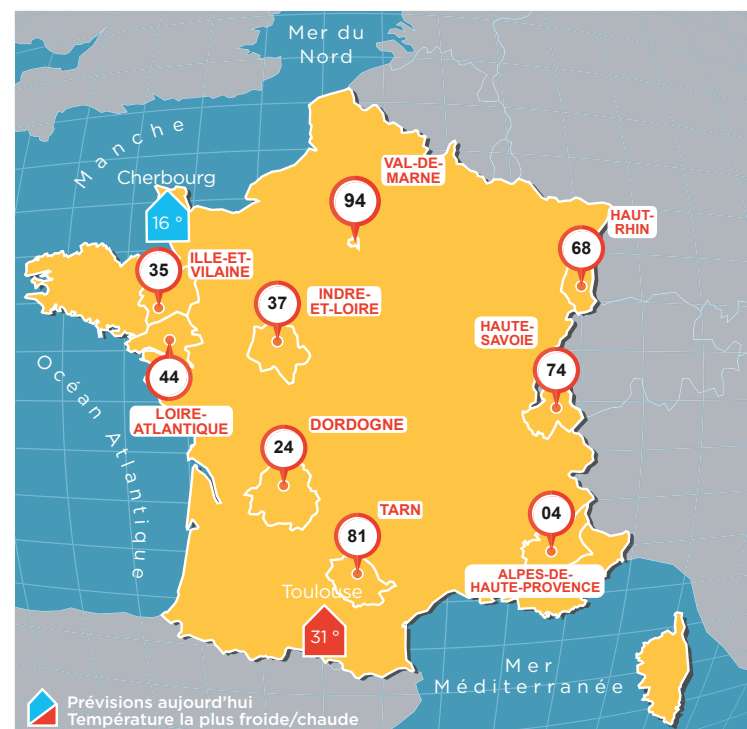 Mer du
Nord
Manche
VAL-DE-
MARNE
94
Cherbourg
16 °
HAUT-
RHIN
68
ILLE-ET-
VILAINE
35
INDRE-
ET-LOIRE
37
HAUTE-
SAVOIE
74
44
LOIRE-
ATLANTIQUE
Océan Atlantique
DORDOGNE
24
TARN
81
04
ALPES-DE-
HAUTE-PROVENCE
Toulouse
31 °
Mer
Méditerranée
Prévisions aujourd'hui
Température la plus froide/chaude